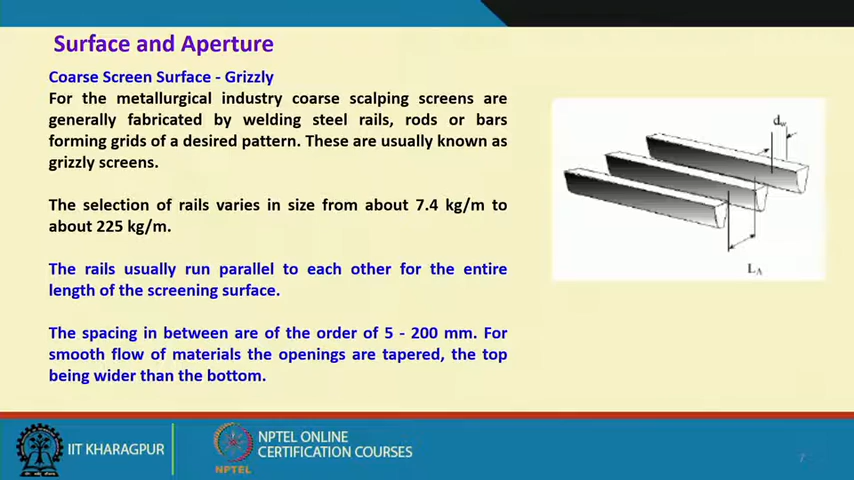 Surface and Aperture
Coarse Screen Surface - Grizzly
For the metallurgical industry coarse scalping screens are
generally fabricated by welding steel rails, rods or bars
forming grids of a desired pattern. These are usually known as
grizzly screens.
The selection of rails varies in size from about 7.4 kg/m to
about 225 kg/m.
The rails usually run parallel to each other for the entire
length of the screening surface.
The spacing in between are of the order of 5 - 200 mm. For
smooth flow of materials the openings are tapered, the top
being wider than the bottom.
dw
LA
IIT KHARAGPUR
NPTEL
NPTEL ONLINE
CERTIFICATION COURSES
7